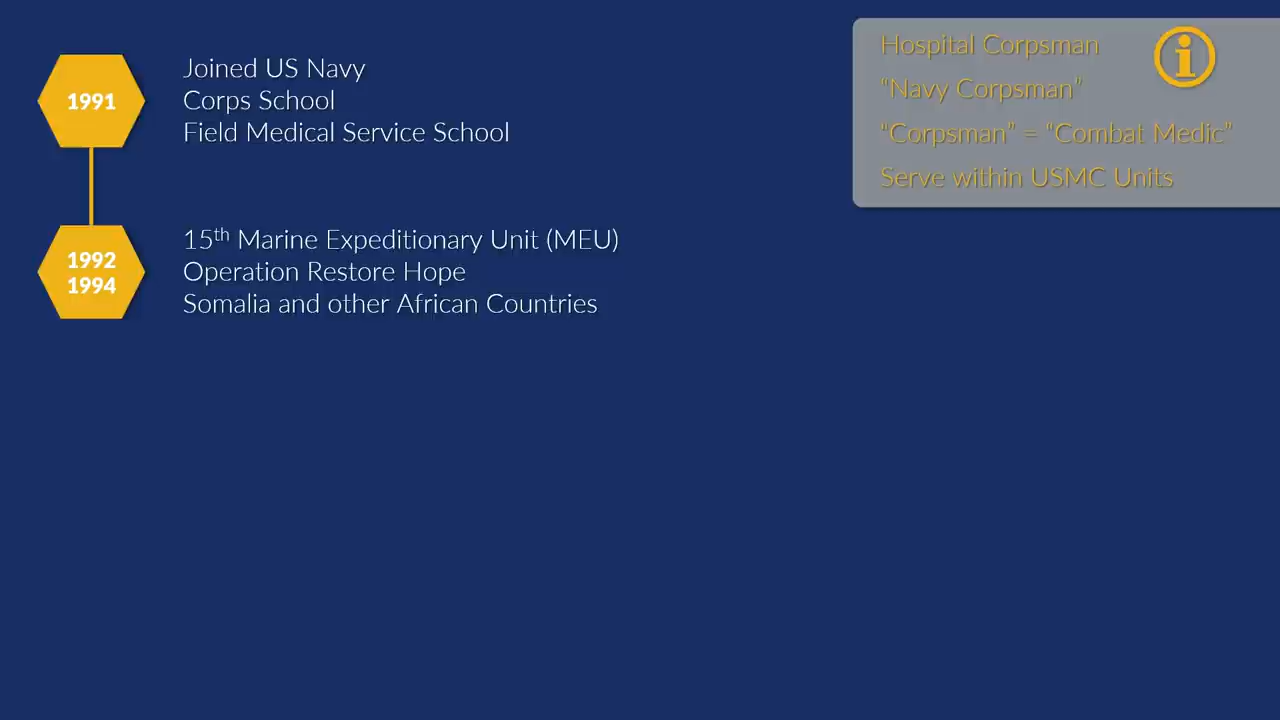 1991
Joined US Navy
Corps School
Field Medical Service School
Hospital Corpsman
“Navy Corpsman”
“Corpsman” = “Combat Medic”
Serve within USMC Units
1992
1994
15th Marine Expeditionary Unit (MEU)
Operation Restore Hope
Somalia and other African Countries